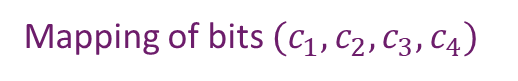 Mapping of bits (c₁, c₂, c₃, c₄)